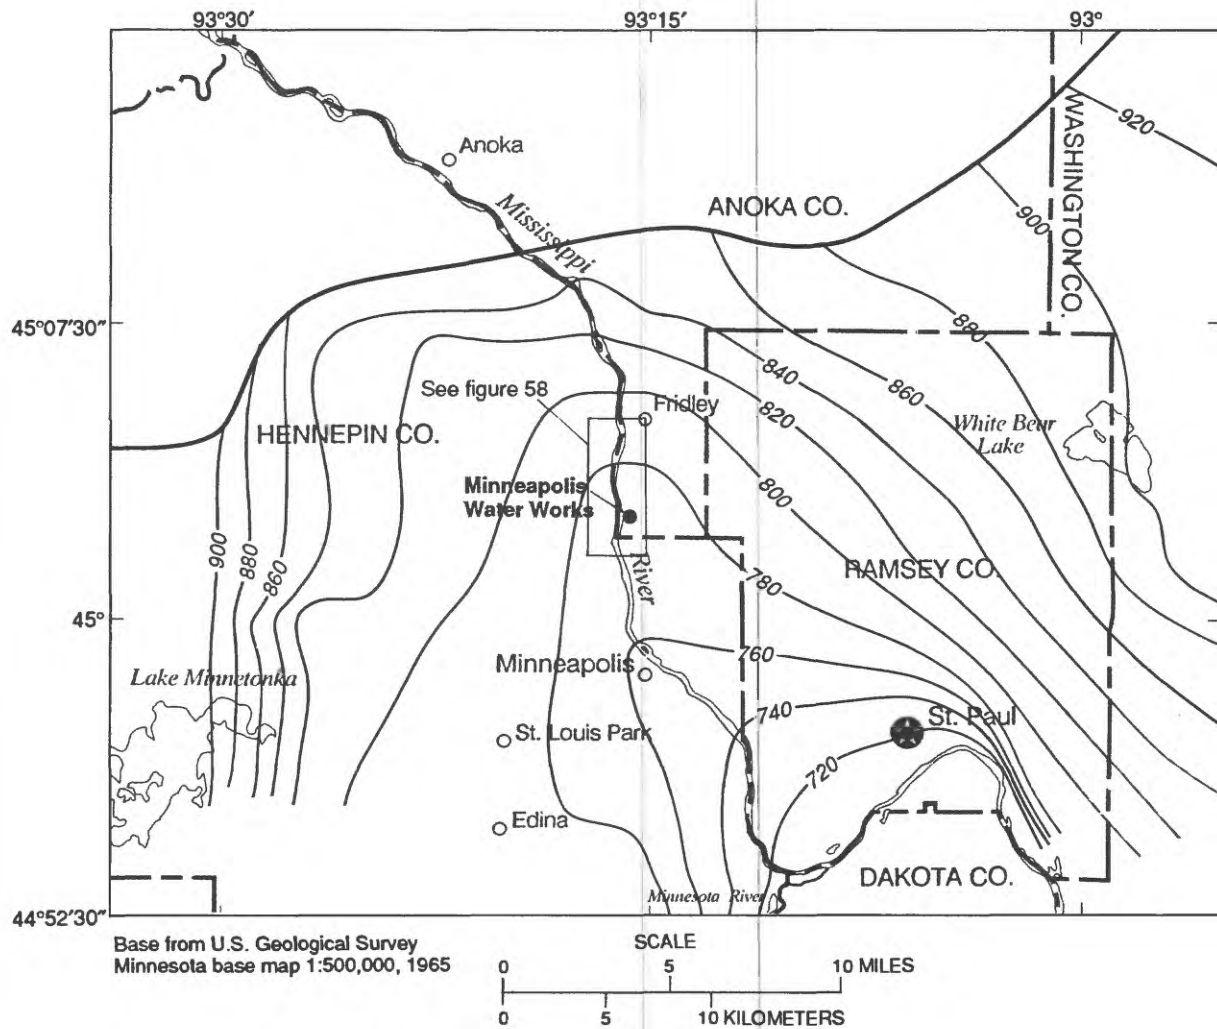 93°30′ 93°15′ 93°
Anoka
WASHINGTON CO.
920
Mississippi
ANOKA CO.
900
45°07′30″
880
840
860
See figure 58
820
Fridley
HENNEPIN CO.
White Bear
Lake
800
Minneapolis
Water Works
900
880
860
River
RAMSEY CO.
780
45°
760
Lake Minnetonka
Minneapolis
740
St. Paul
St. Louis Park
720
Edina
DAKOTA CO.
Minnesota River
44°52′30″
Base from U.S. Geological Survey
Minnesota base map 1:500,000, 1965
SCALE
0 5 10 MILES
0 5 10 KILOMETERS